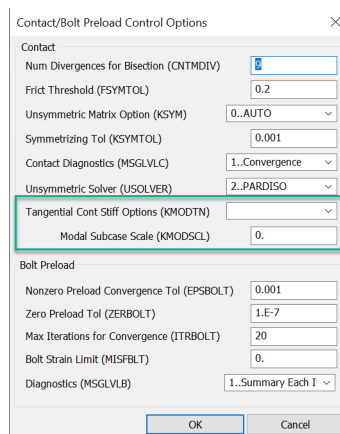 Contact/Bolt Preload Control Options
Contact
Num Divergences for Bisection (CNTMDIV) 9
Frict Threshold (FSYMTOL) 0.2
Unsymmetric Matrix Option (KSYM) 0..AUTO
Symmetrizing Tol (KSYMTOL) 0.001
Contact Diagnostics (MSGLVLC) 1..Convergence
Unsymmetric Solver (USOLVER) 2..PARDISO
Tangential Cont Stiff Options (KMODTN)
Modal Subcase Scale (KMODSCL) 0.
Bolt Preload
Nonzero Preload Convergence Tol (EPSBOLT) 0.001
Zero Preload Tol (ZERBOLT) 1.E-7
Max Iterations for Convergence (ITRBOLT) 20
Bolt Strain Limit (MISFBLT) 0.
Diagnostics (MSGLVLB) 1..Summary Each
OK Cancel